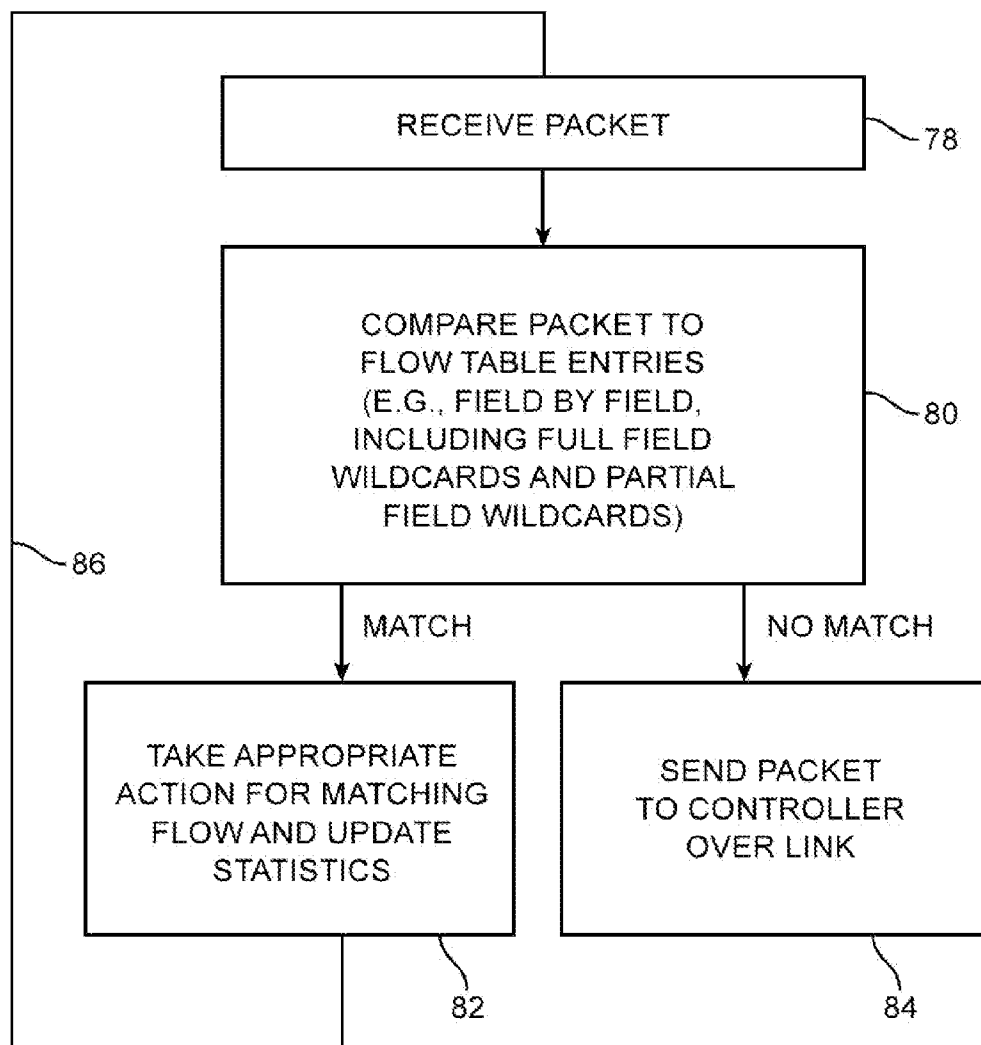 RECEIVE PACKET
78
COMPARE PACKET TO
FLOW TABLE ENTRIES
(E.G., FIELD BY FIELD,
INCLUDING FULL FIELD
WILDCARDS AND PARTIAL
FIELD WILDCARDS)
80
86
MATCH
NO MATCH
TAKE APPROPRIATE
ACTION FOR MATCHING
FLOW AND UPDATE
STATISTICS
SEND PACKET
TO CONTROLLER
OVER LINK
82
84